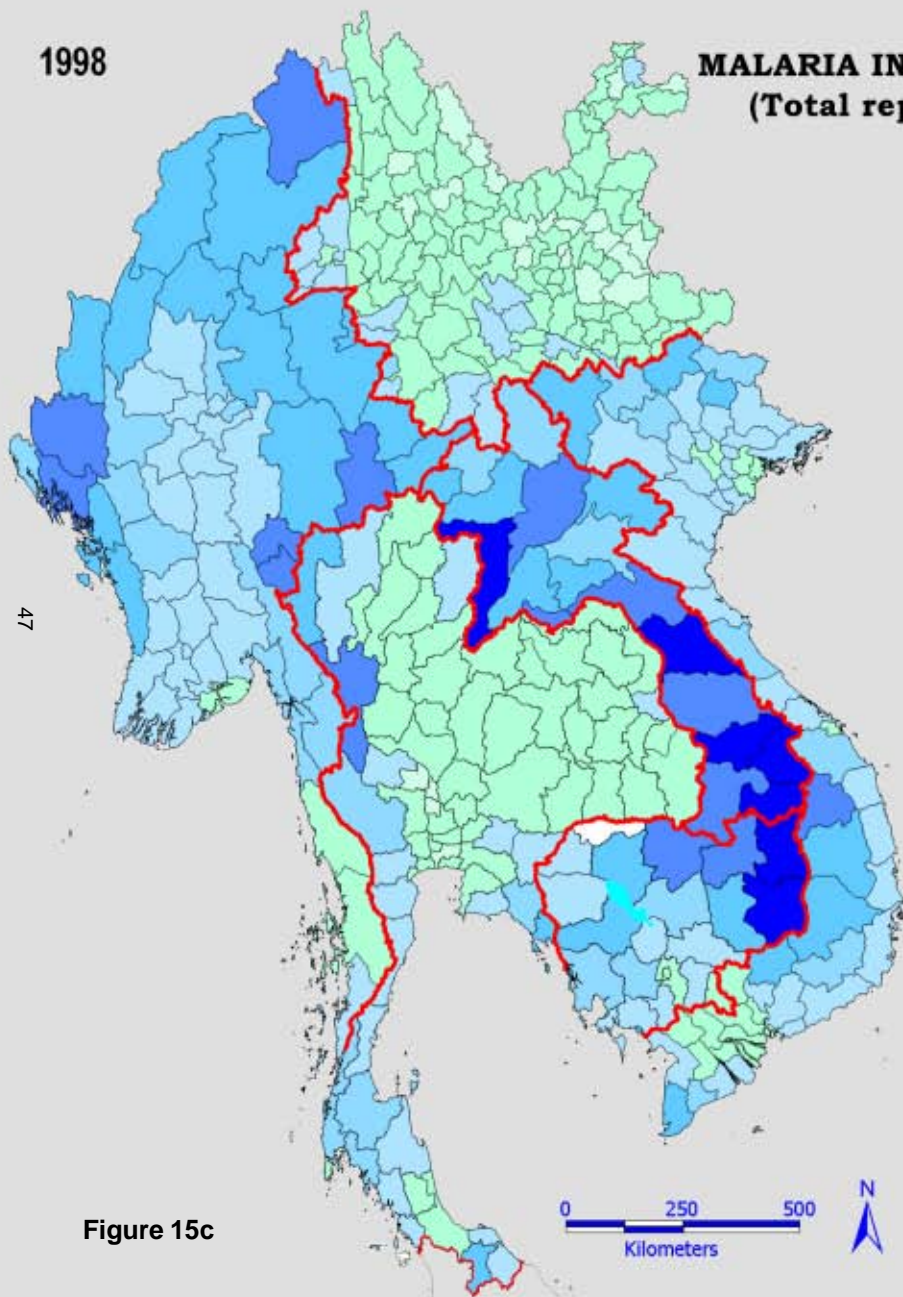 1998
MALARIA IN
(Total rep
47
Figure 15c
0 250 500
Kilometers
N